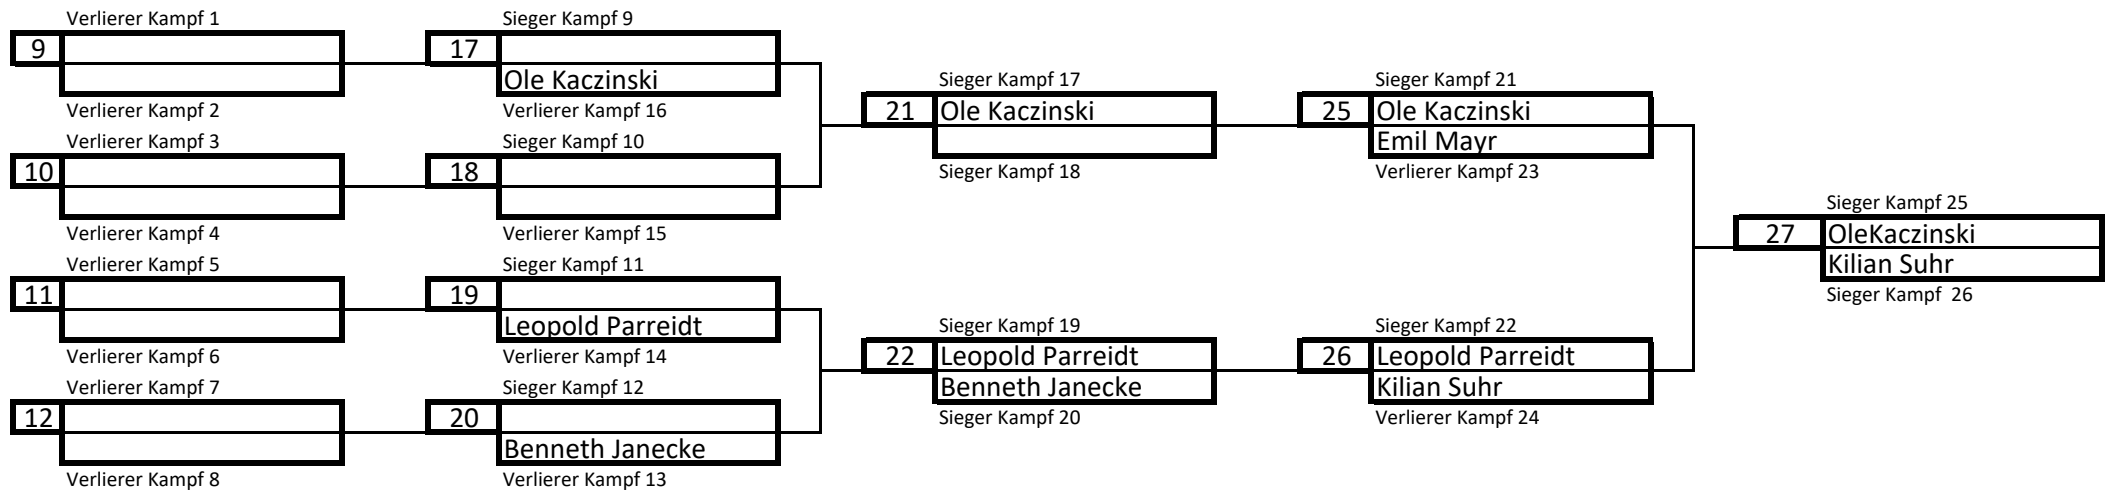 Verlierer Kampf 1
9
Verlierer Kampf 2
Verlierer Kampf 3
10
Verlierer Kampf 4
Verlierer Kampf 5
11
Verlierer Kampf 6
Verlierer Kampf 7
12
Verlierer Kampf 8
Sieger Kampf 9
17
Ole Kaczinski
Verlierer Kampf 16
Sieger Kampf 10
18
Verlierer Kampf 15
Sieger Kampf 11
19
Leopold Parreidt
Verlierer Kampf 14
Sieger Kampf 12
20
Benneth Janecke
Verlierer Kampf 13
Sieger Kampf 17
21 Ole Kaczinski
Sieger Kampf 18
Sieger Kampf 19
22 Leopold Parreidt
Benneth Janecke
Sieger Kampf 20
Sieger Kampf 21
25 Ole Kaczinski
Emil Mayr
Verlierer Kampf 23
Sieger Kampf 22
26 Leopold Parreidt
Kilian Suhr
Verlierer Kampf 24
Sieger Kampf 25
27 OleKaczinski
Kilian Suhr
Sieger Kampf  26